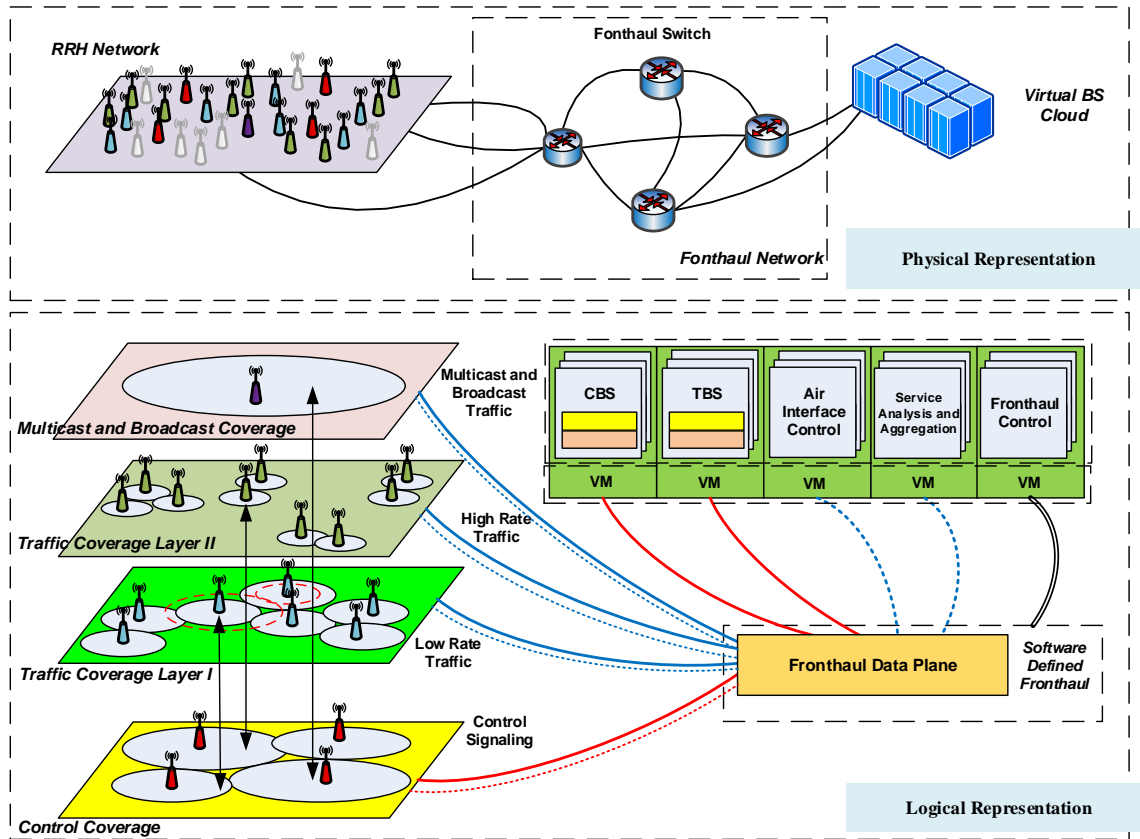 RRH Network
Fonthaul Switch
Virtual BS
Cloud
Fonthaul Network
Physical Representation
Multicast and
Broadcast
Traffic
Multicast and Broadcast Coverage
CBS
TBS
Air
Interface
Control
Service
Analysis and
Aggregation
Fronthaul
Control
VM
VM
VM
VM
VM
High Rate
Traffic
Traffic Coverage Layer II
Low Rate
Traffic
Traffic Coverage Layer I
Fronthaul Data Plane
Software
Defined
Fronthaul
Control
Signaling
Control Coverage
Logical Representation